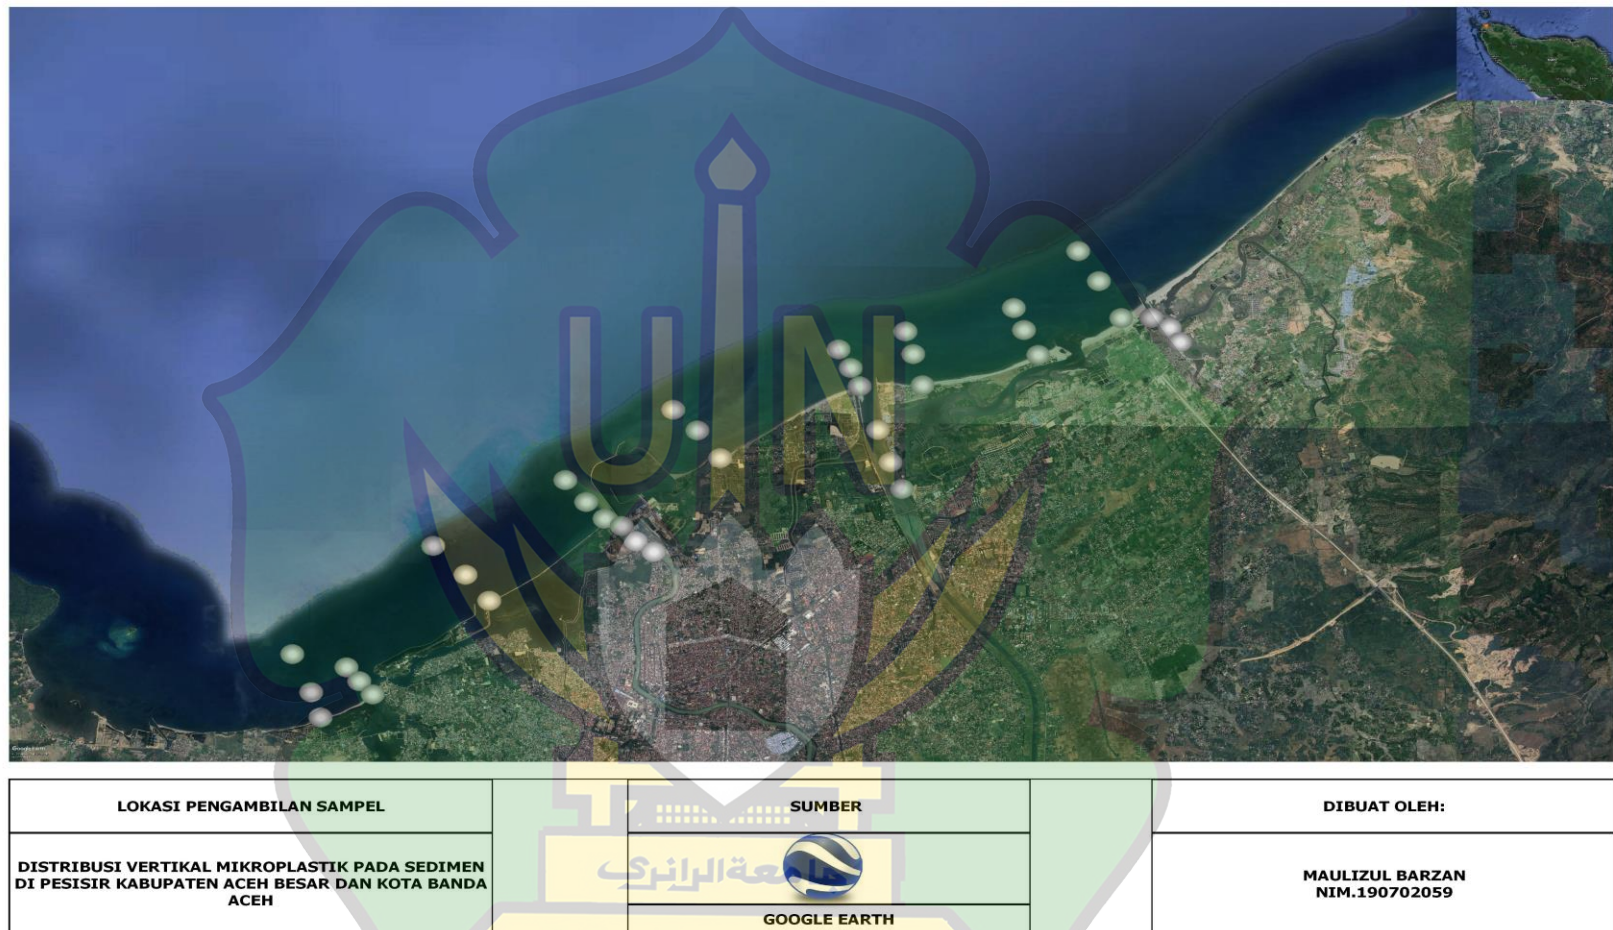 UIN
LOKASI PENGAMBILAN SAMPEL
SUMBER
DIBUAT OLEH:
DISTRIBUSI VERTIKAL MIKROPLASTIK PADA SEDIMEN
DI PESISIR KABUPATEN ACEH BESAR DAN KOTA BANDA
ACEH
جامعة الرانري
MAULIZUL BARZAN
NIM.190702059
GOOGLE EARTH